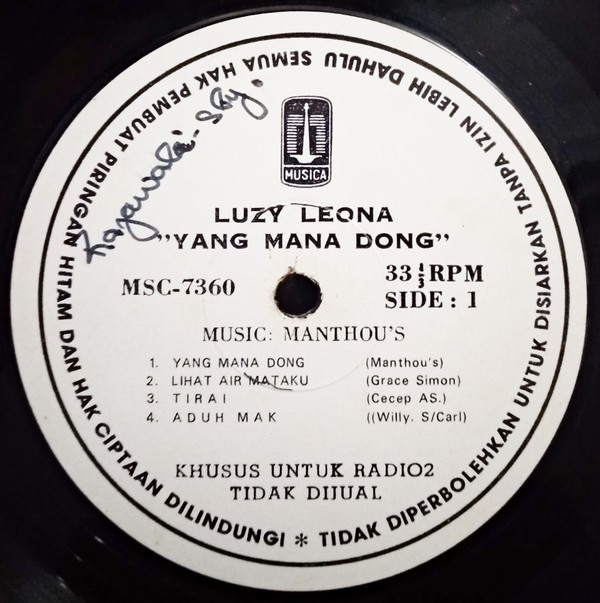 SEMUA HAK PEMBUAT PIRINGAN HITAM DAN HAK CIPTAAN DILINDUNGI * TIDAK DIPERBOLEHKAN UNTUK DISIARKAN TANPA IZIN LEBIH DAHULU
MUSICA
LUZY LEONA
"YANG MANA DONG"
MSC-7360
33 1/3 RPM
SIDE : 1
MUSIC: MANTHOU'S
1. YANG MANA DONG (Manthou's)
2. LIHAT AIR MATAKU (Grace Simon)
3. TIRAI (Cecep AS.)
4. ADUH MAK ((Willy. S/Carl)
KHUSUS UNTUK RADIO2
TIDAK DIJUAL